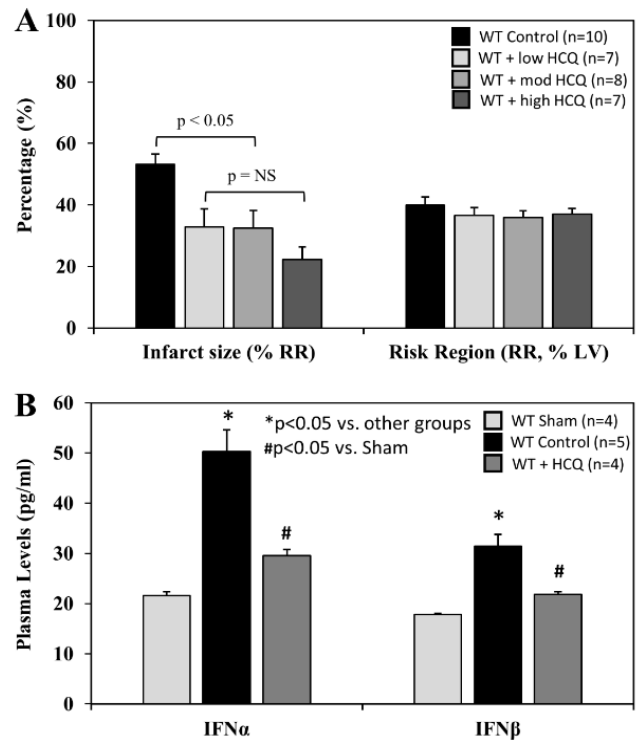 A
100
80
60
40
20
0
Percentage (%)
WT Control (n=10)
WT + low HCQ (n=7)
WT + mod HCQ (n=8)
WT + high HCQ (n=7)
p < 0.05
p = NS
Infarct size (% RR)
Risk Region (RR, % LV)
B
60
50
40
30
20
10
0
Plasma Levels (pg/ml)
*p<0.05 vs. other groups
#p<0.05 vs. Sham
WT Sham (n=4)
WT Control (n=5)
WT + HCQ (n=4)
*
#
*
#
IFNα
IFNβ